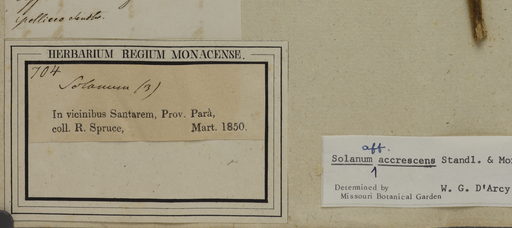 HERBARIUM REGIUM MONACENSE.
704
Solanum (3)
In vicinibus Santarem, Prov. Parà,
coll. R. Spruce, Mart. 1850.
aff.
Solanum accrescens Standl. & Mo
Determined by
Missouri Botanical Garden
W. G. D'Arcy